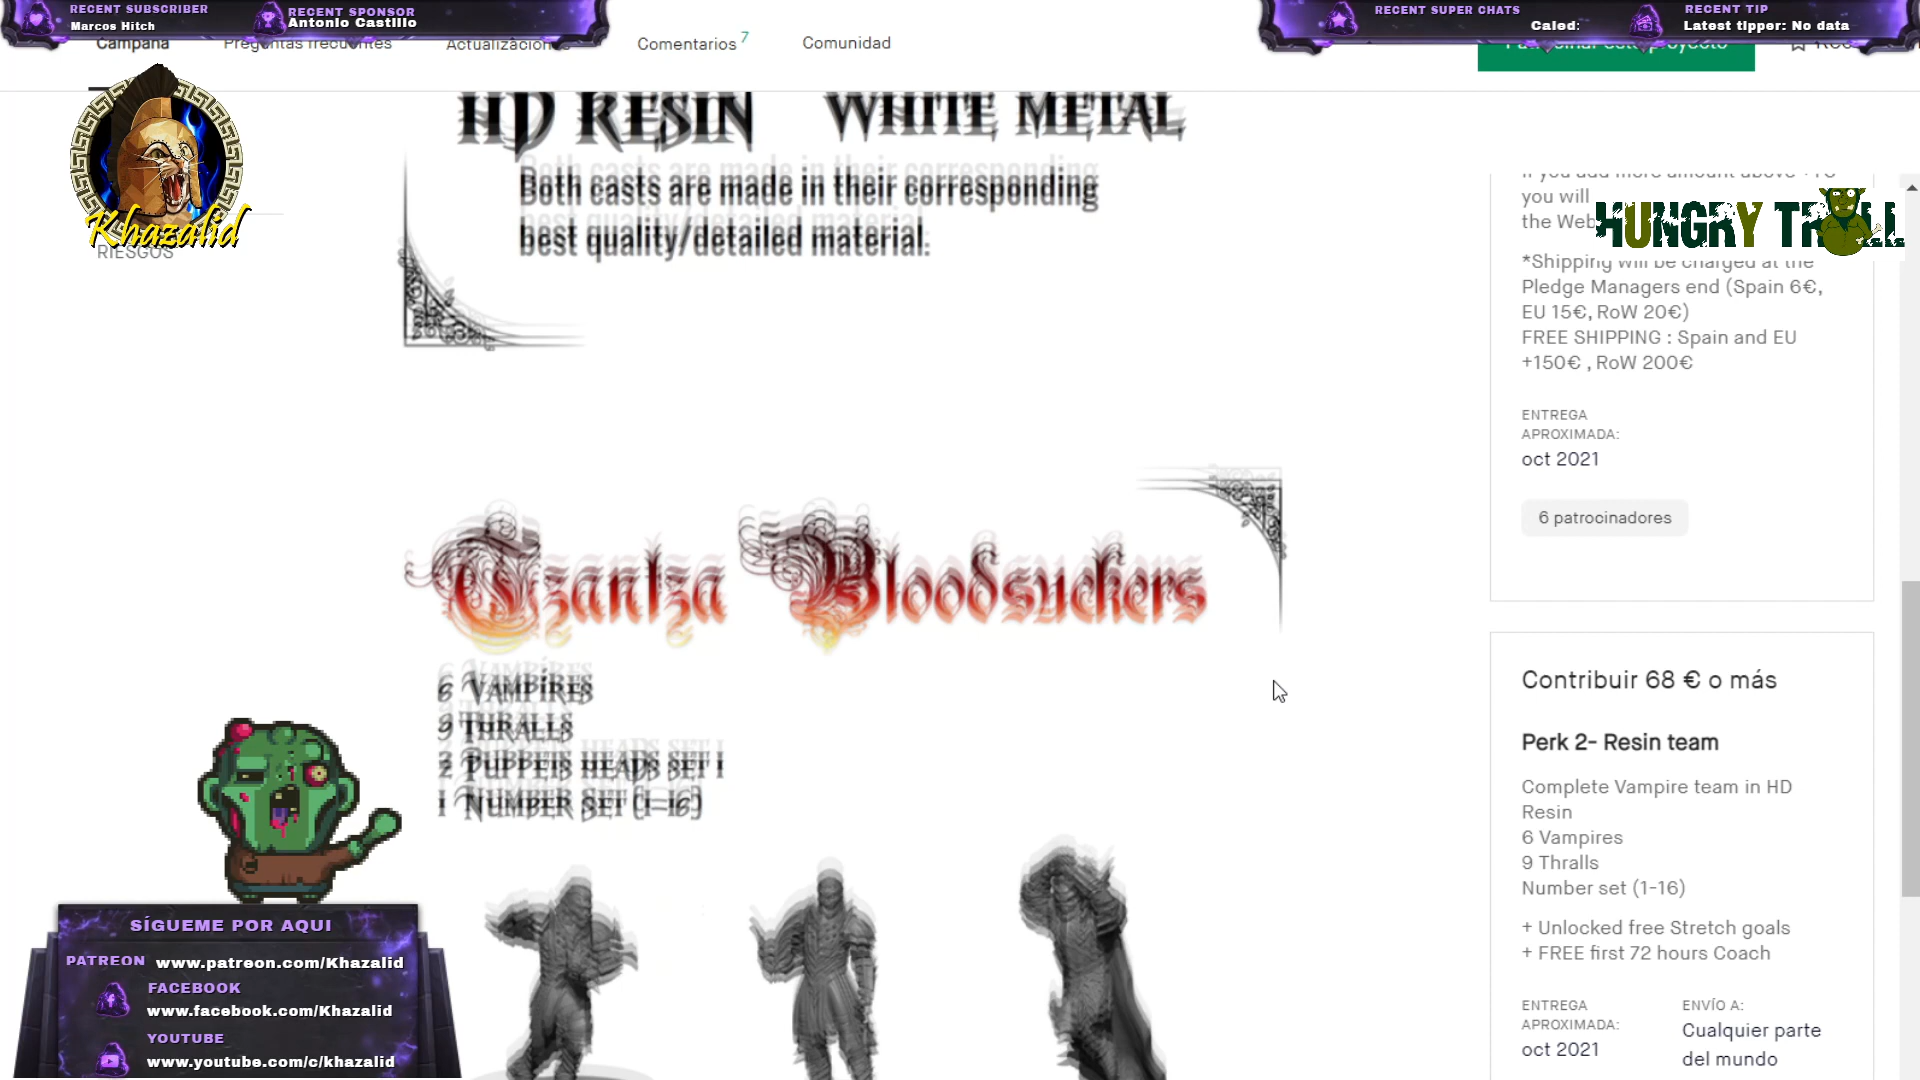 RECENT SUBSCRIBER
Marcos Hitch
RECENT SPONSOR
Antonio Castillo
RECENT SUPER CHATS
Caled:
RECENT TIP
Latest tipper: No data
Campaña
Preguntas frecuentes
Comentarios 7
Comunidad
Khazalid
RIESGOS
HD RESIN WHITE METAL
Both casts are made in their corresponding
best quality/detailed material.
Tzantza Bloodsuckers
6 VAMPIRES
9 THRALLS
2 PUPPETS HEADS SET 1
1 NUMBER SET (1-16)
you will
the Web
HUNGRY TROLL
*Shipping will be charged at the
Pledge Managers end (Spain 6€,
EU 15€, RoW 20€)
FREE SHIPPING : Spain and EU
+150€ , RoW 200€
ENTREGA
APROXIMADA:
oct 2021
6 patrocinadores
Contribuir 68 € o más
Perk 2- Resin team
Complete Vampire team in HD
Resin
6 Vampires
9 Thralls
Number set (1-16)
+ Unlocked free Stretch goals
+ FREE first 72 hours Coach
ENTREGA
APROXIMADA:
oct 2021
ENVÍO A:
Cualquier parte
del mundo
SÍGUEME POR AQUI
PATREON www.patreon.com/Khazalid
FACEBOOK
www.facebook.com/Khazalid
YOUTUBE
www.youtube.com/c/khazalid